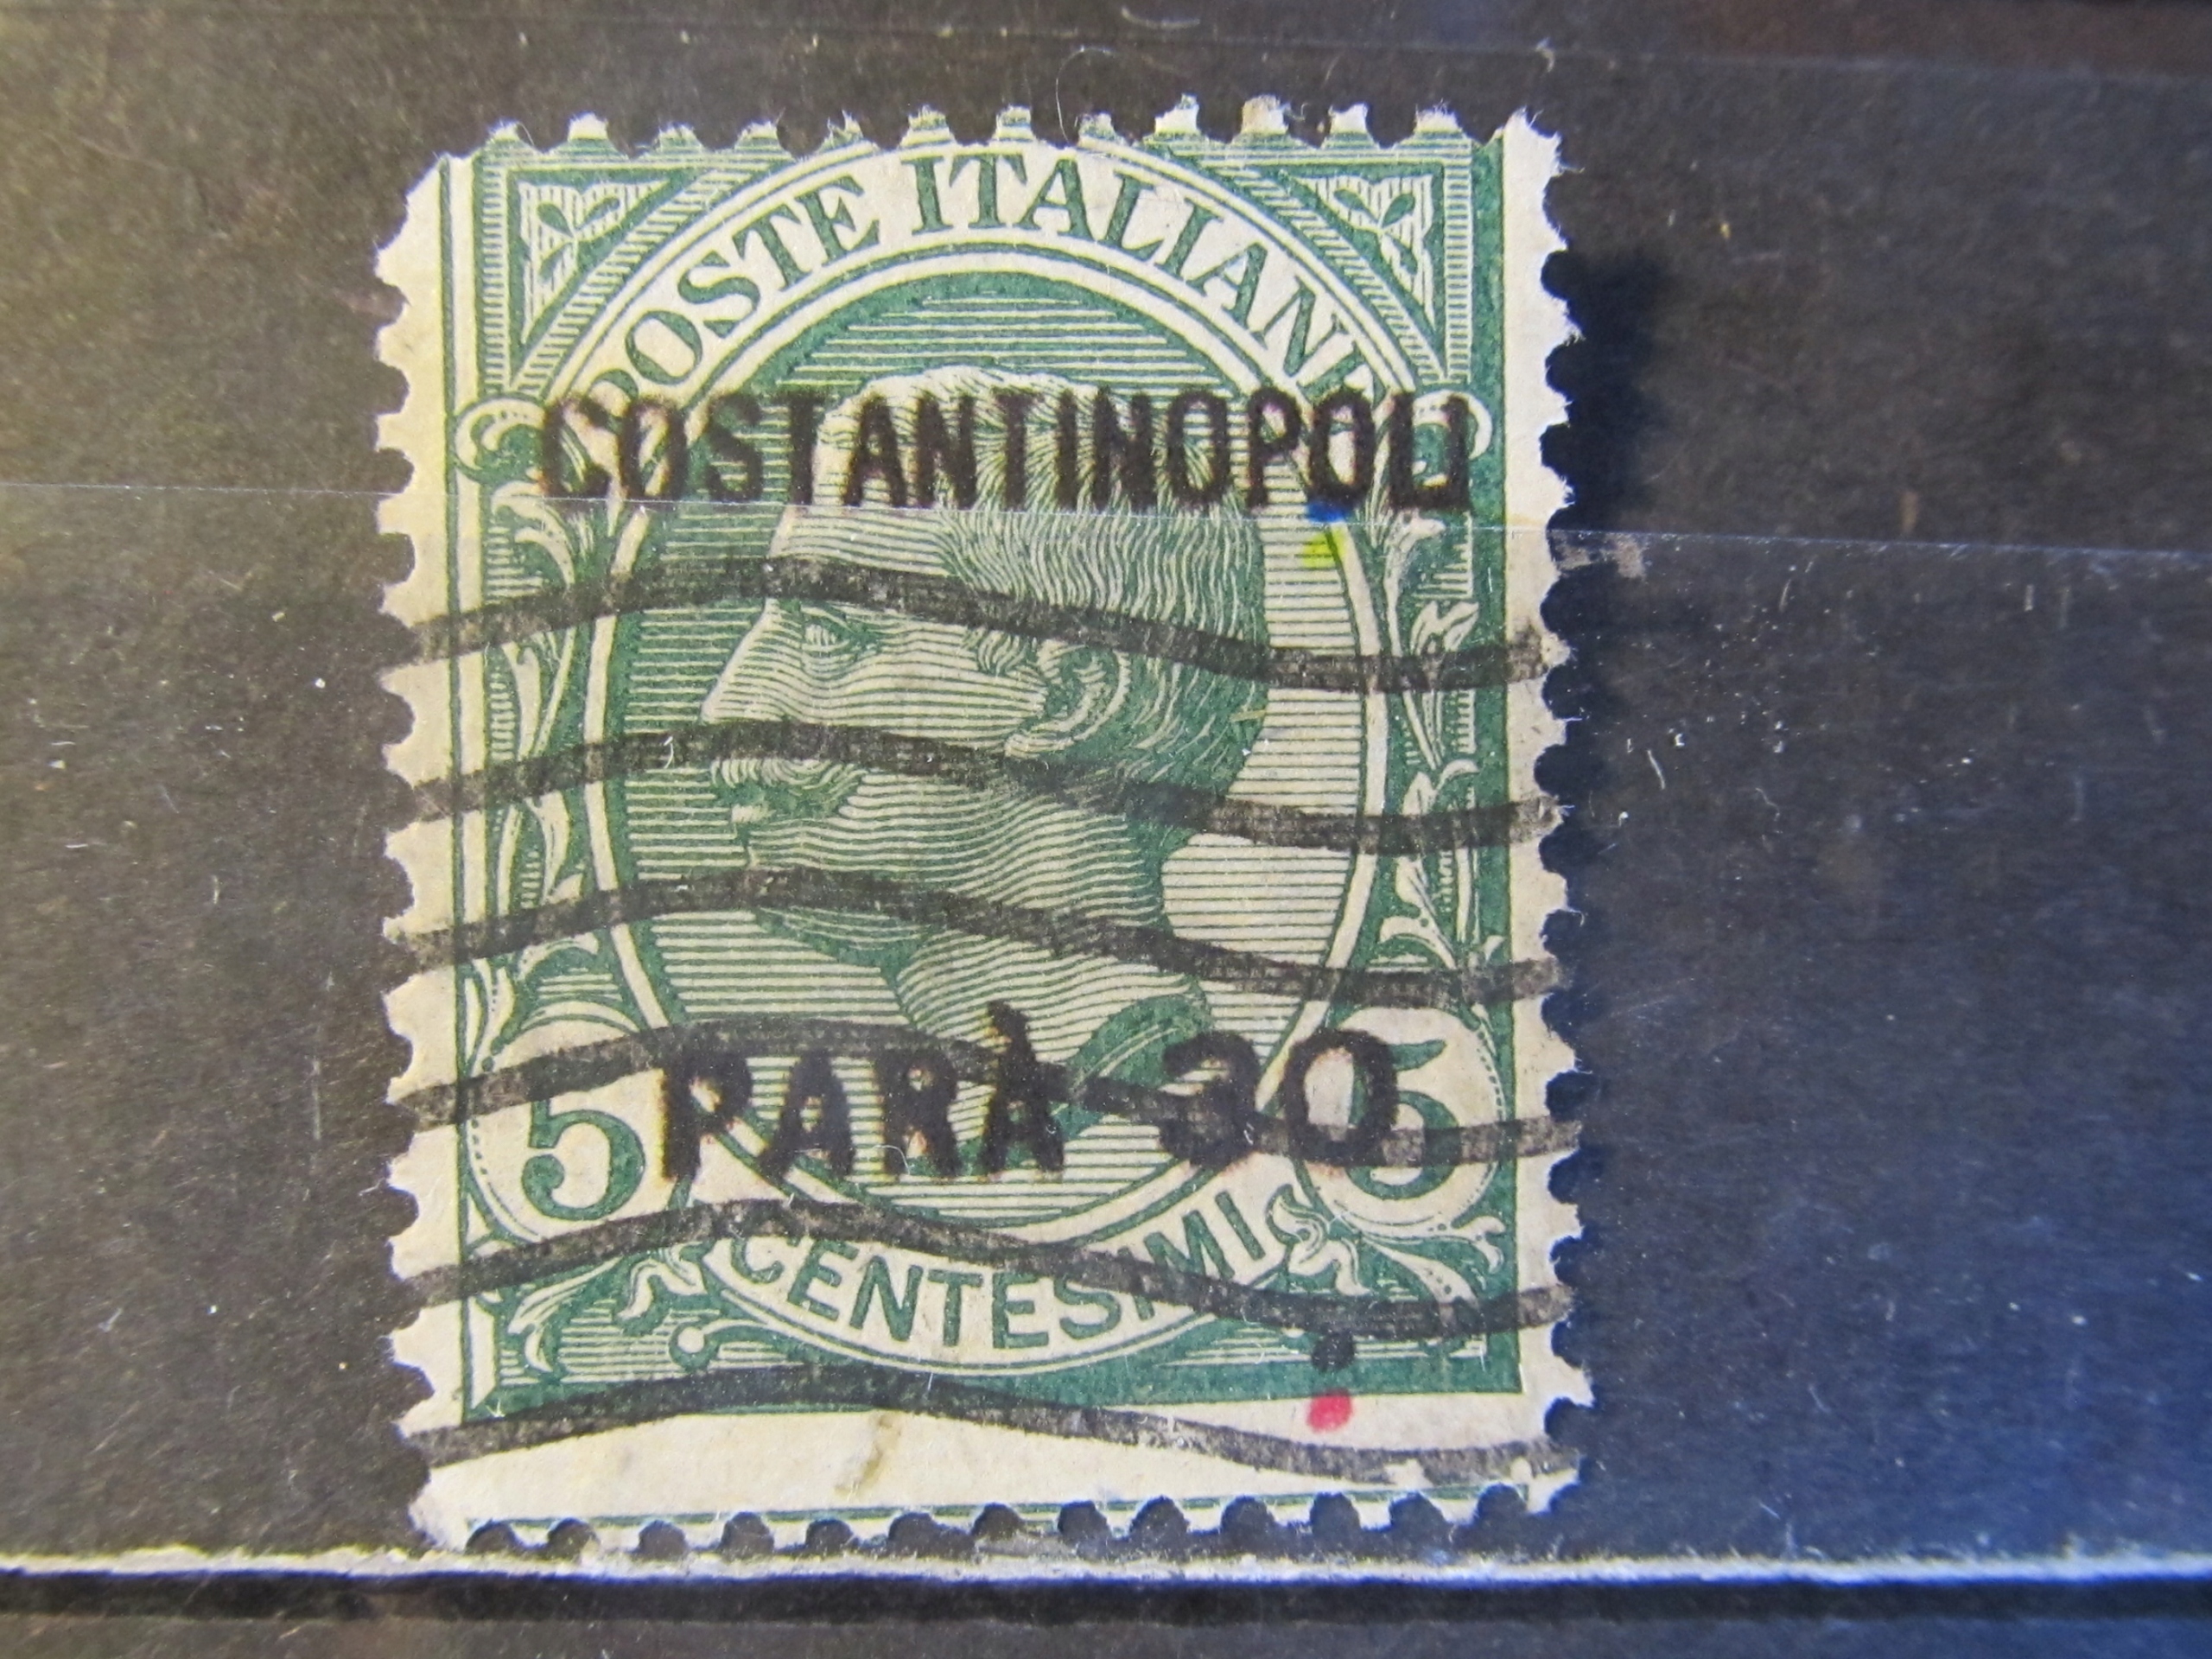 POSTE ITALIANE
COSTANTINOPOLI
PARÀ 30
5 5
CENTESIMI